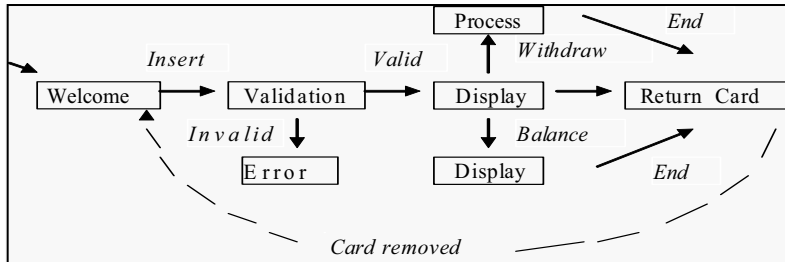 Process
End
Insert
Valid
Withdraw
Welcome
Validation
Display
Return Card
Invalid
Balance
Error
Display
End
Card removed